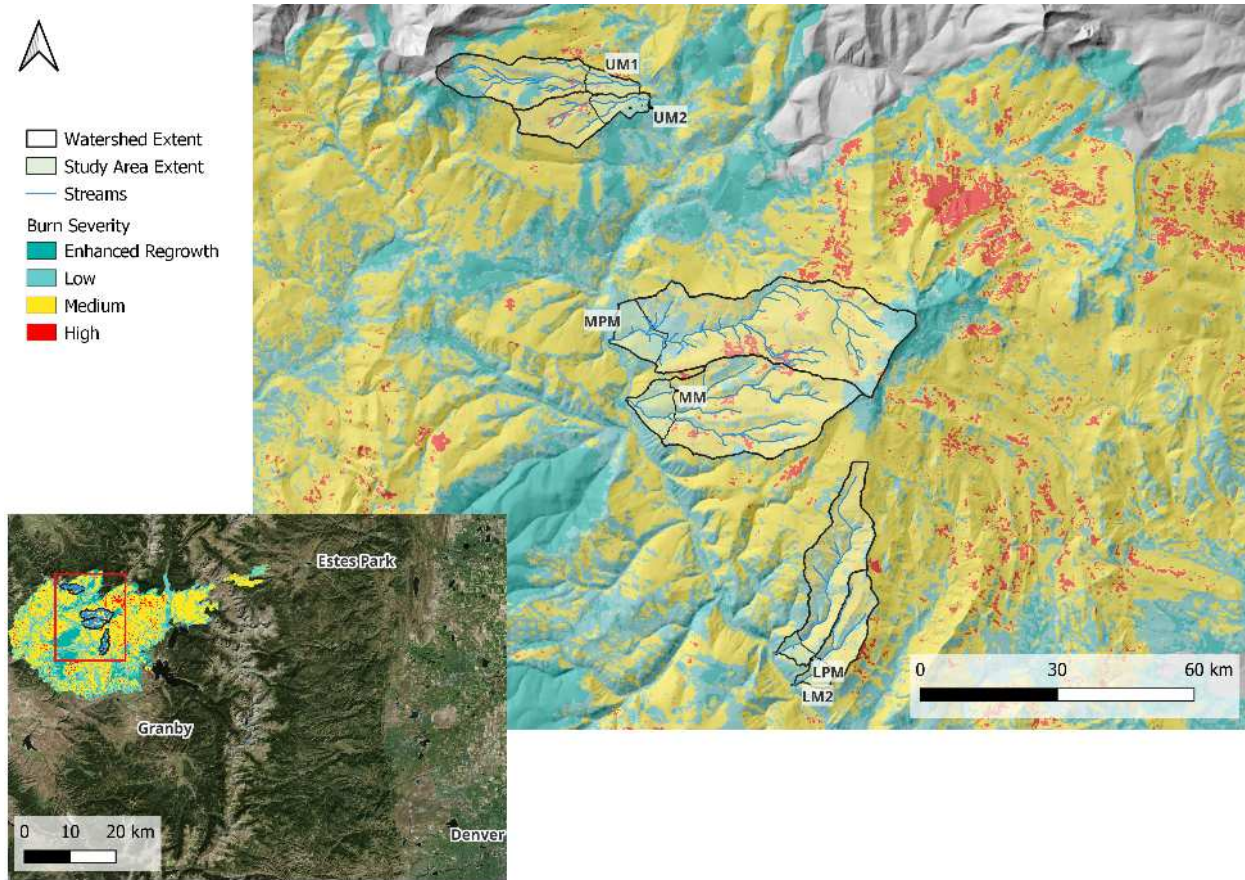 Watershed Extent
Study Area Extent
Streams
Burn Severity
Enhanced Regrowth
Low
Medium
High
UM1
UM2
MPM
MM
LPM
LM2
0 30 60 km
Estes Park
Granby
Denver
0 10 20 km